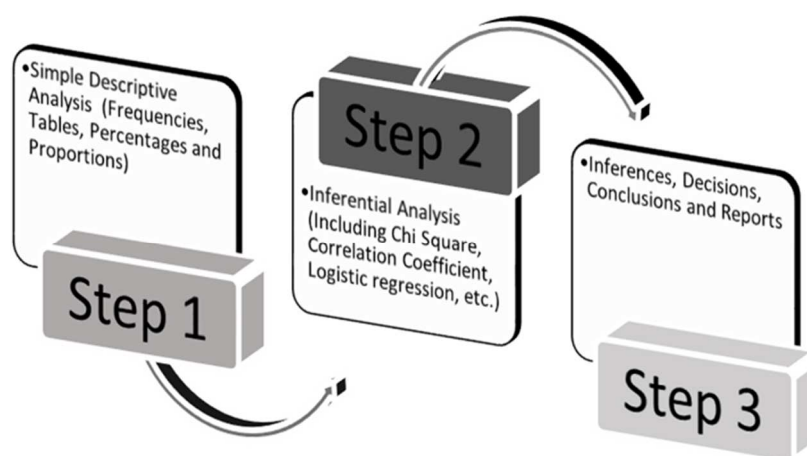 •Simple Descriptive
Analysis (Frequencies,
Tables, Percentages and
Proportions)
Step 1
Step 2
•Inferential Analysis
(Including Chi Square,
Correlation Coefficient,
Logistic regression, etc.)
•Inferences, Decisions,
Conclusions and Reports
Step 3